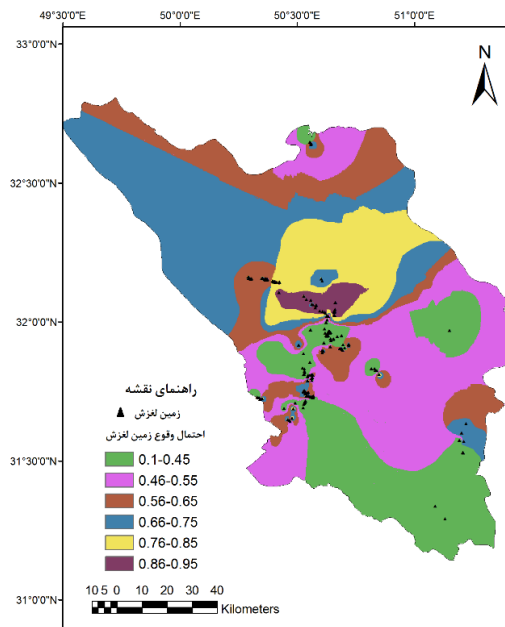 49°30'0"E 50°0'0"E 50°30'0"E 51°0'0"E
33°0'0"N
N
32°30'0"N
32°0'0"N
31°30'0"N
31°0'0"N
راهنمای نقشه
زمین لغزش
احتمال وقوع زمین لغزش
0.1-0.45
0.46-0.55
0.56-0.65
0.66-0.75
0.76-0.85
0.86-0.95
10 5 0 10 20 30 40
Kilometers